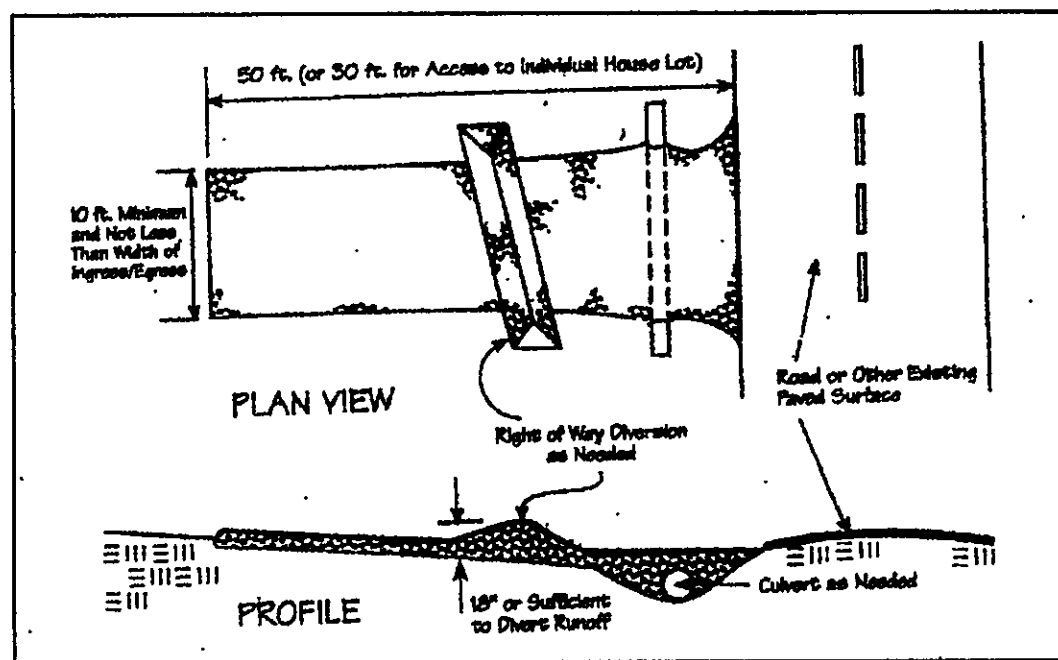 50 ft. (or 30 ft. for Access to Individual House Lot)
10 ft. Minimum
and Not Less
Than Width of
Ingress/Egress
PLAN VIEW
Right of Way Diversion
as Needed
Road or Other Existing
Paved Surface
Culvert as Needed
PROFILE
18" or Sufficient
to Divert Runoff